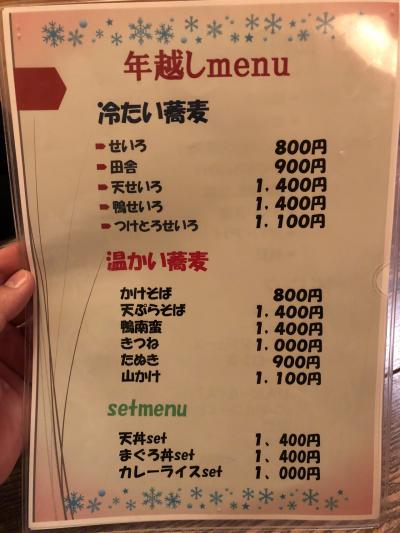 年越しmenu
冷たい蕎麦
せいろ 800円
田舎 900円
天せいろ 1,400円
鴨せいろ 1,400円
つけとろせいろ 1,100円
温かい蕎麦
かけそば 800円
天ぷらそば 1,400円
鴨南蛮 1,400円
きつね 1,000円
たぬき 900円
山かけ 1,100円
setmenu
天丼set 1、400円
まぐろ丼set 1、400円
カレーライスset 1、000円